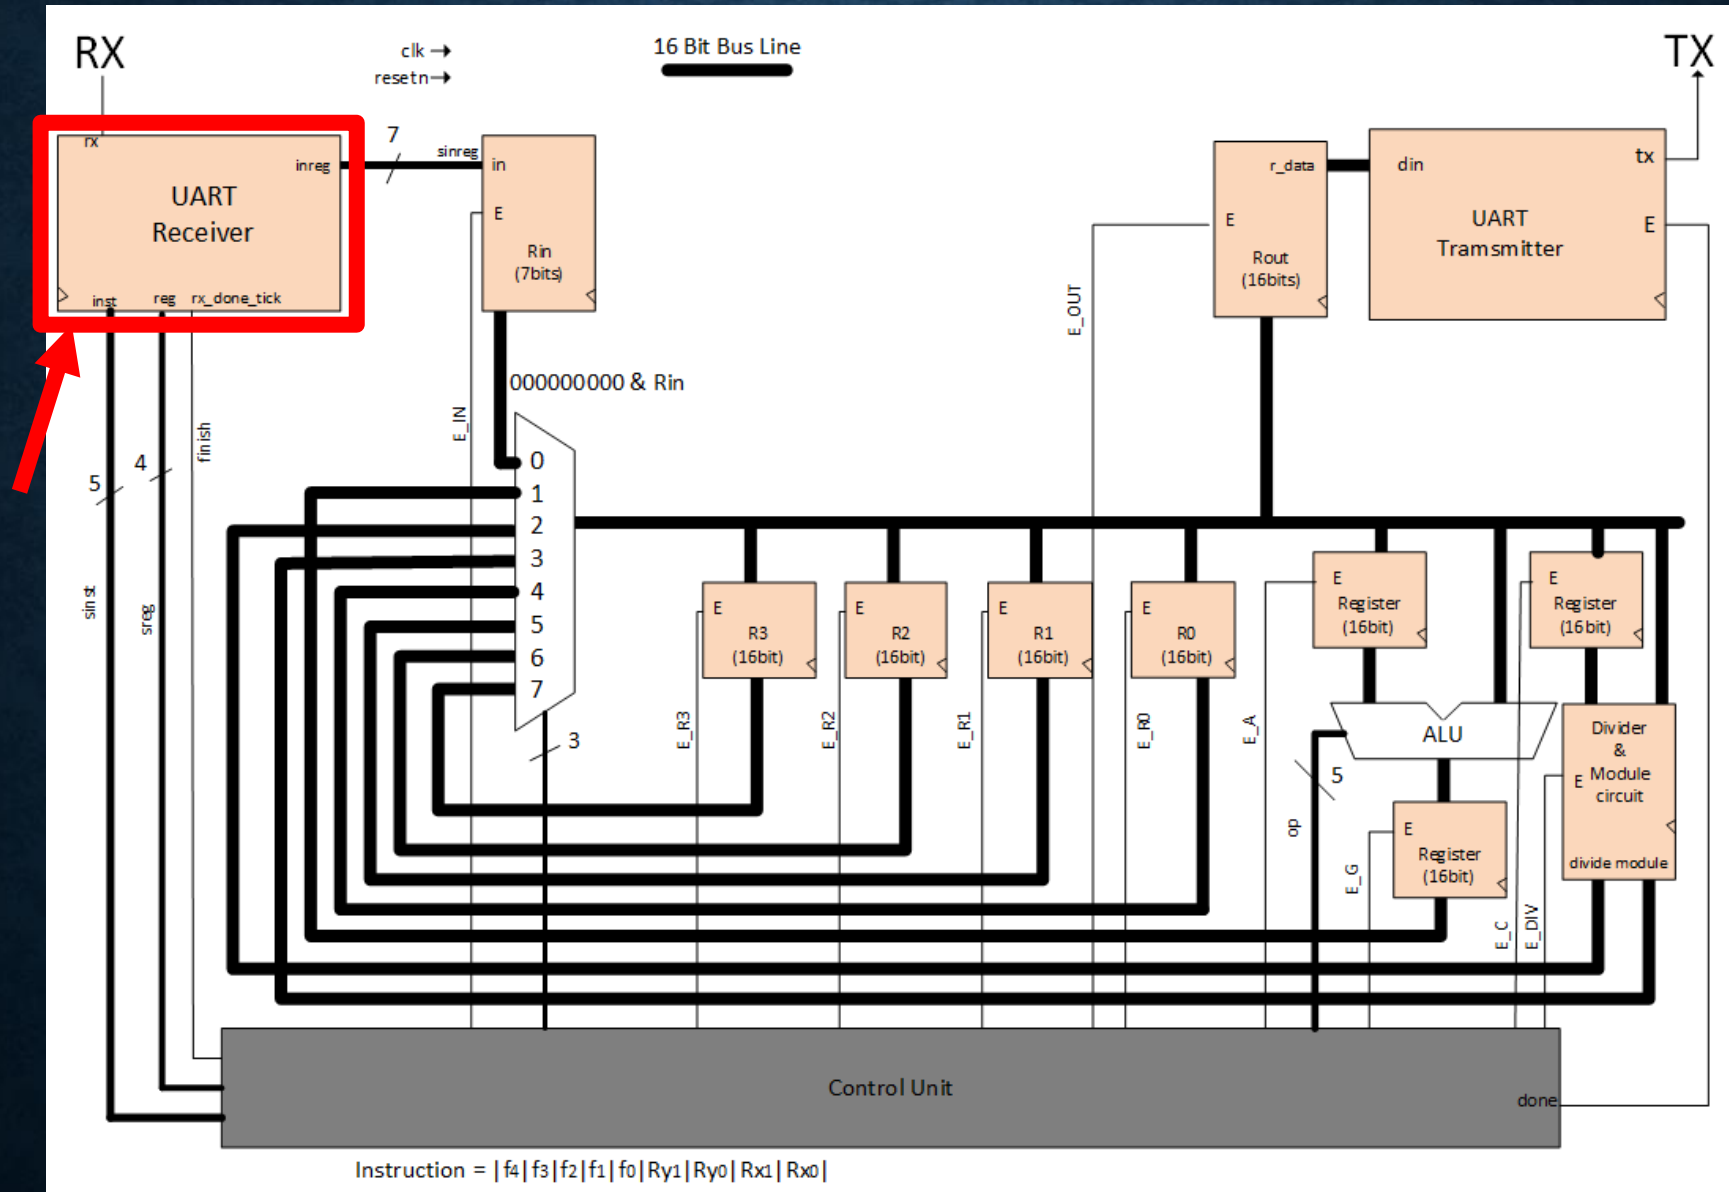 RX
clk →
resetn→
16 Bit Bus Line
TX
rx
inreg
UART
Receiver
inst
reg
rx_done_tick
7
sinreg
in
E
Rin
(7bits)
r_data
E
Rout
(16bits)
din
tx
UART
Tramsmitter
E
E_OUT
000000000 & Rin
E_IN
finish
4
5
sinst
sreg
0
1
2
3
4
5
6
7
3
E
R3
(16bit)
E
R2
(16bit)
E
R1
(16bit)
E
R0
(16bit)
E
Register
(16bit)
E
Register
(16bit)
E_R3
E_R2
E_R1
E_R0
E_A
ALU
5
op
Divider
&
Module
circuit
E
divide module
E
Register
(16bit)
E_G
E_C
E_DIV
Control Unit
done
Instruction = |f4|f3|f2|f1|f0|Ry1|Ry0|Rx1|Rx0|